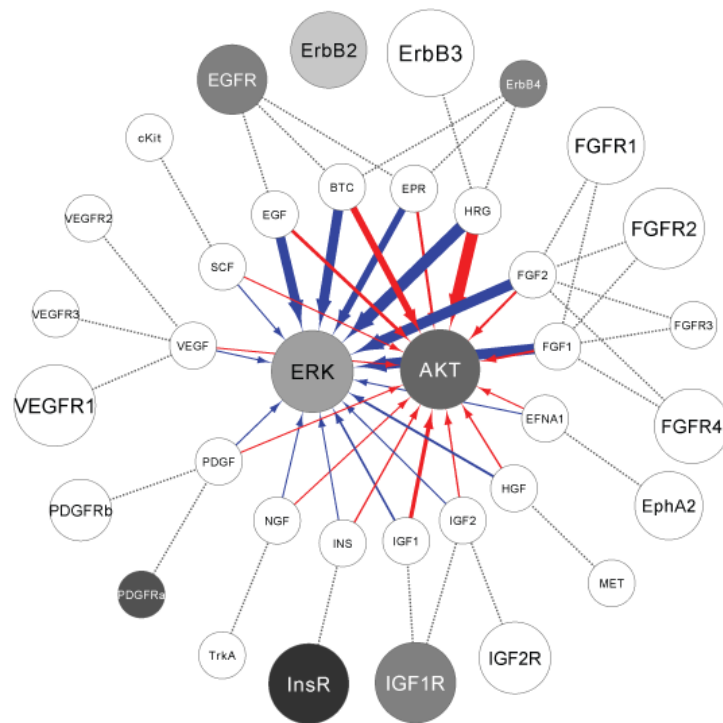 ErbB2
ErbB3
EGFR
ErbB4
cKit
FGFR1
BTC
EPR
EGF
HRG
VEGFR2
FGFR2
SCF
FGF2
VEGFR3
FGFR3
VEGF
FGF1
ERK
AKT
VEGFR1
EFNA1
FGFR4
PDGF
HGF
PDGFRb
EphA2
NGF
INS
IGF1
IGF2
PDGFRa
MET
TrkA
IGF2R
InsR
IGF1R